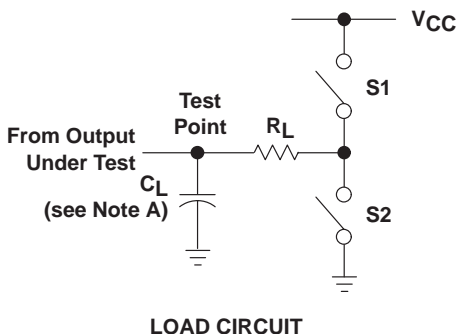 VCC
S1
Test
Point
RL
From Output
Under Test
CL
(see Note A)
S2
LOAD CIRCUIT